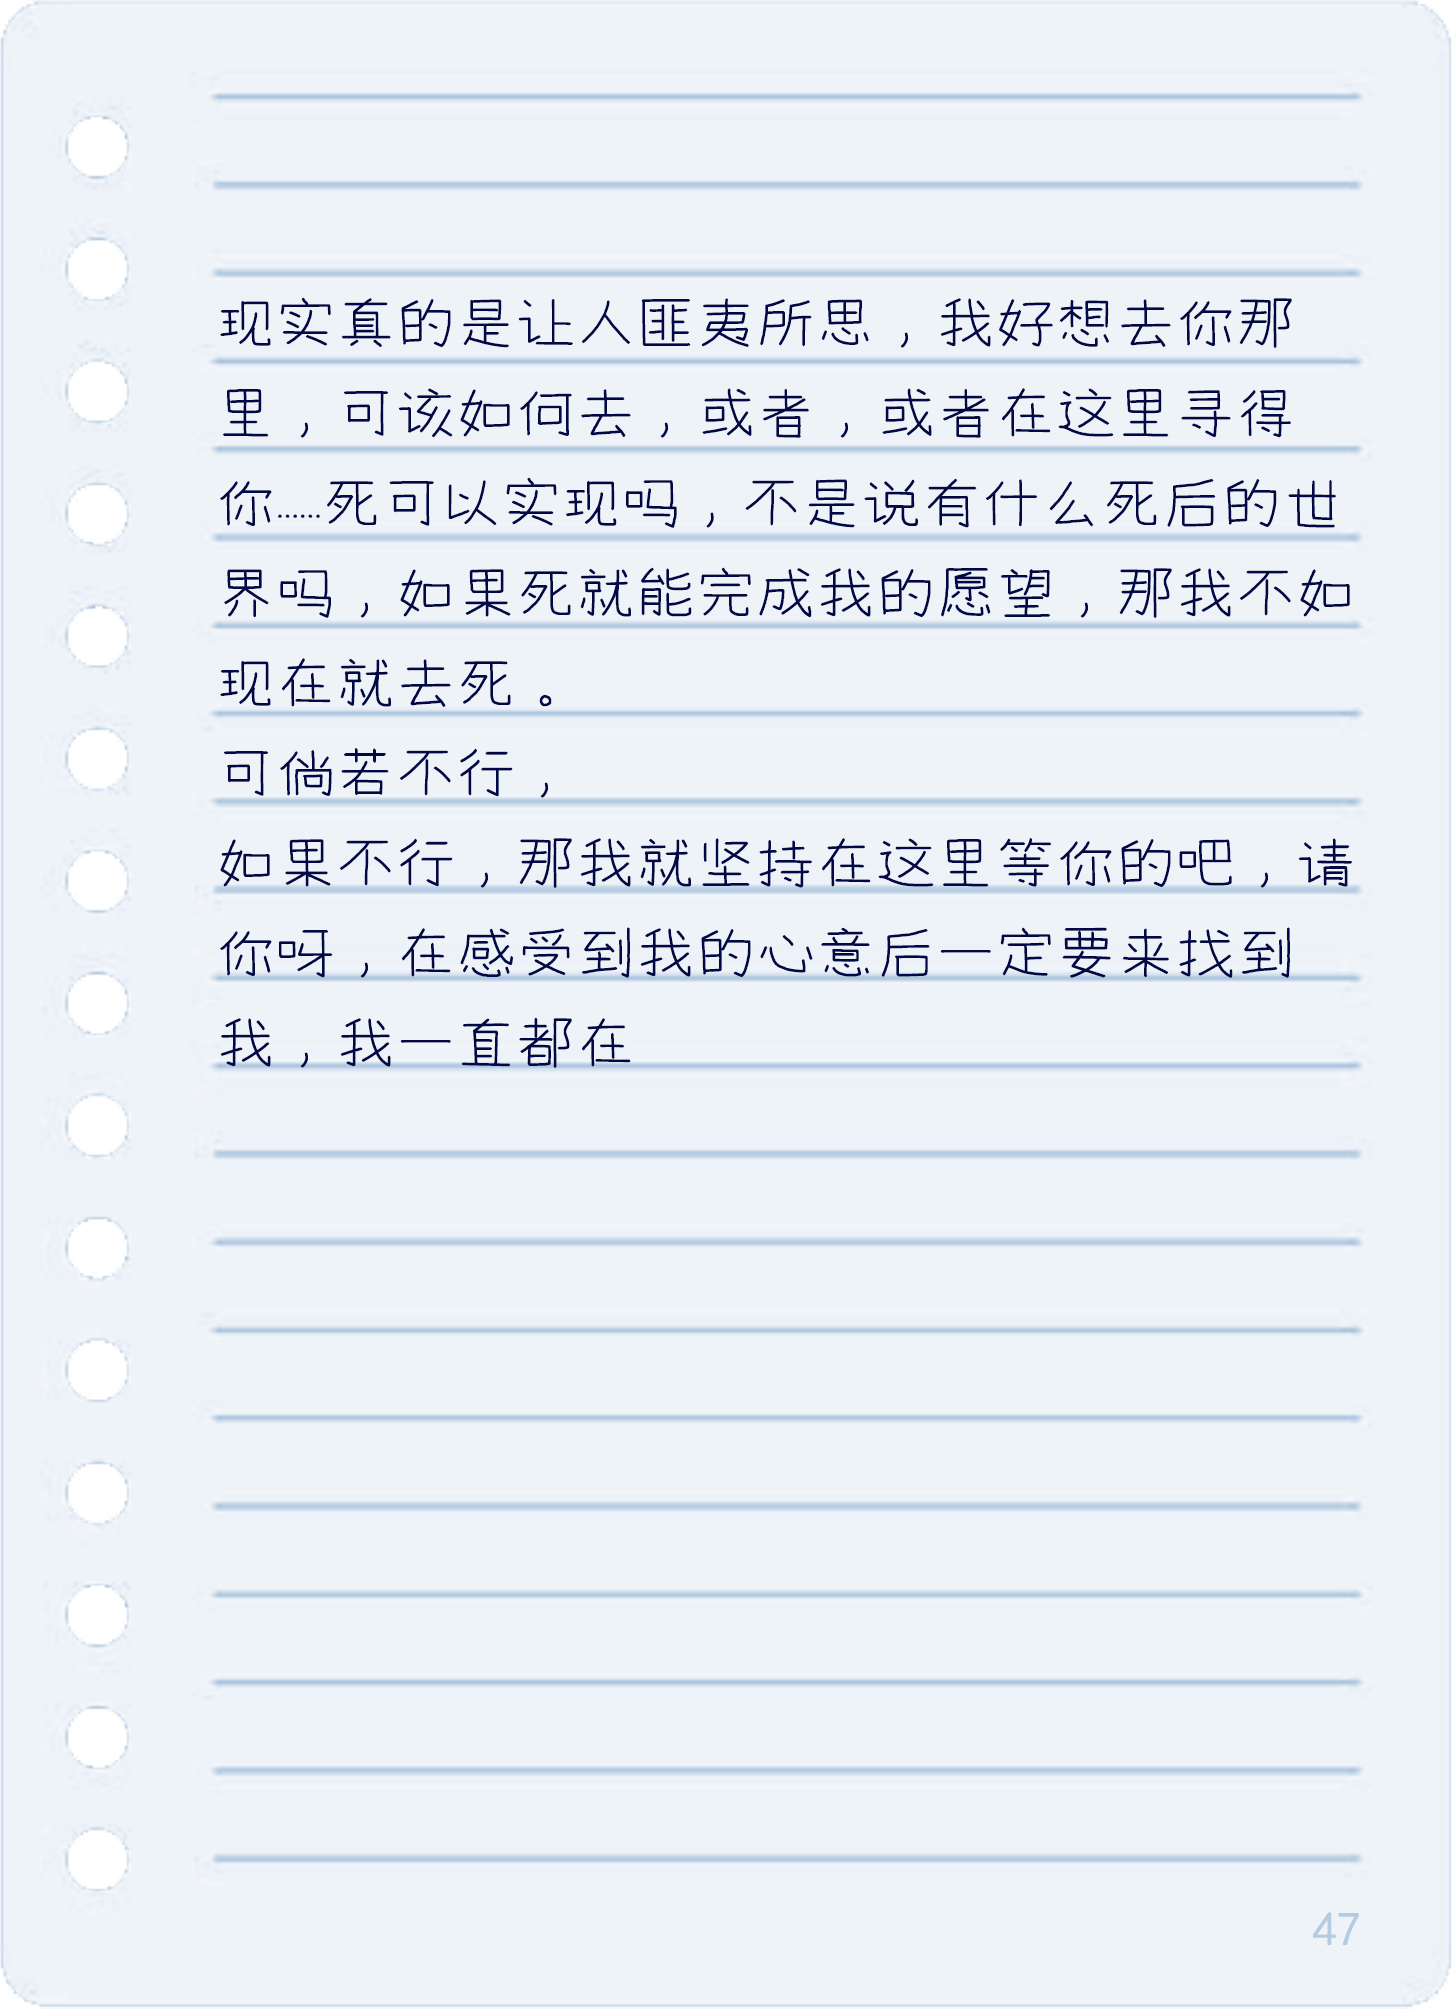 现实真的是让人匪夷所思，我好想去你那
里，可该如何去，或者，或者在这里寻得
你……死可以实现吗，不是说有什么死后的世
界吗，如果死就能完成我的愿望，那我不如
现在就去死。
可倘若不行，
如果不行，那我就坚持在这里等你的吧，请
你呀，在感受到我的心意后一定要来找到
我，我一直都在
47